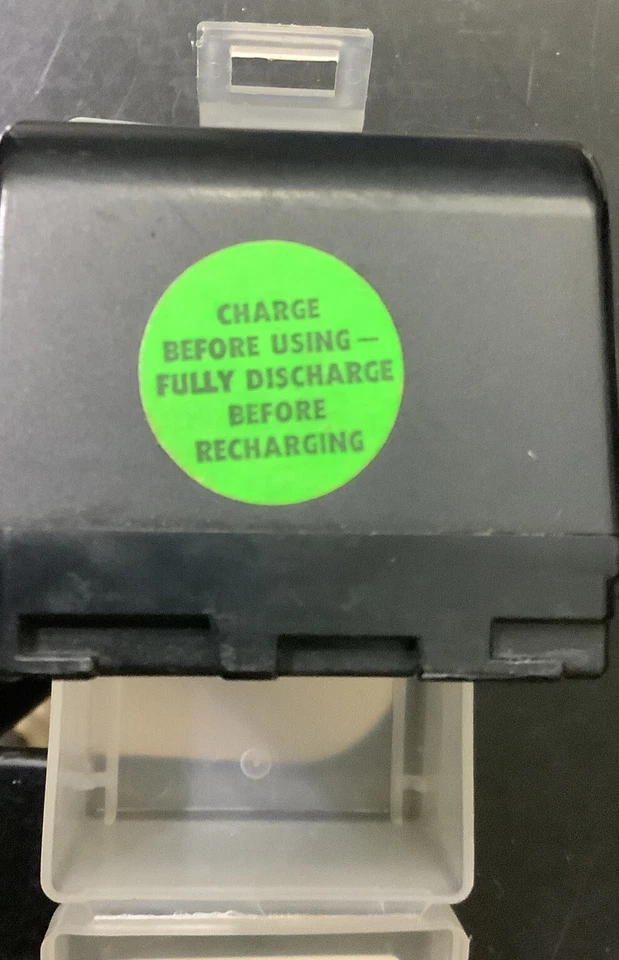 CHARGE
BEFORE USING—
FULLY DISCHARGE
BEFORE
RECHARGING